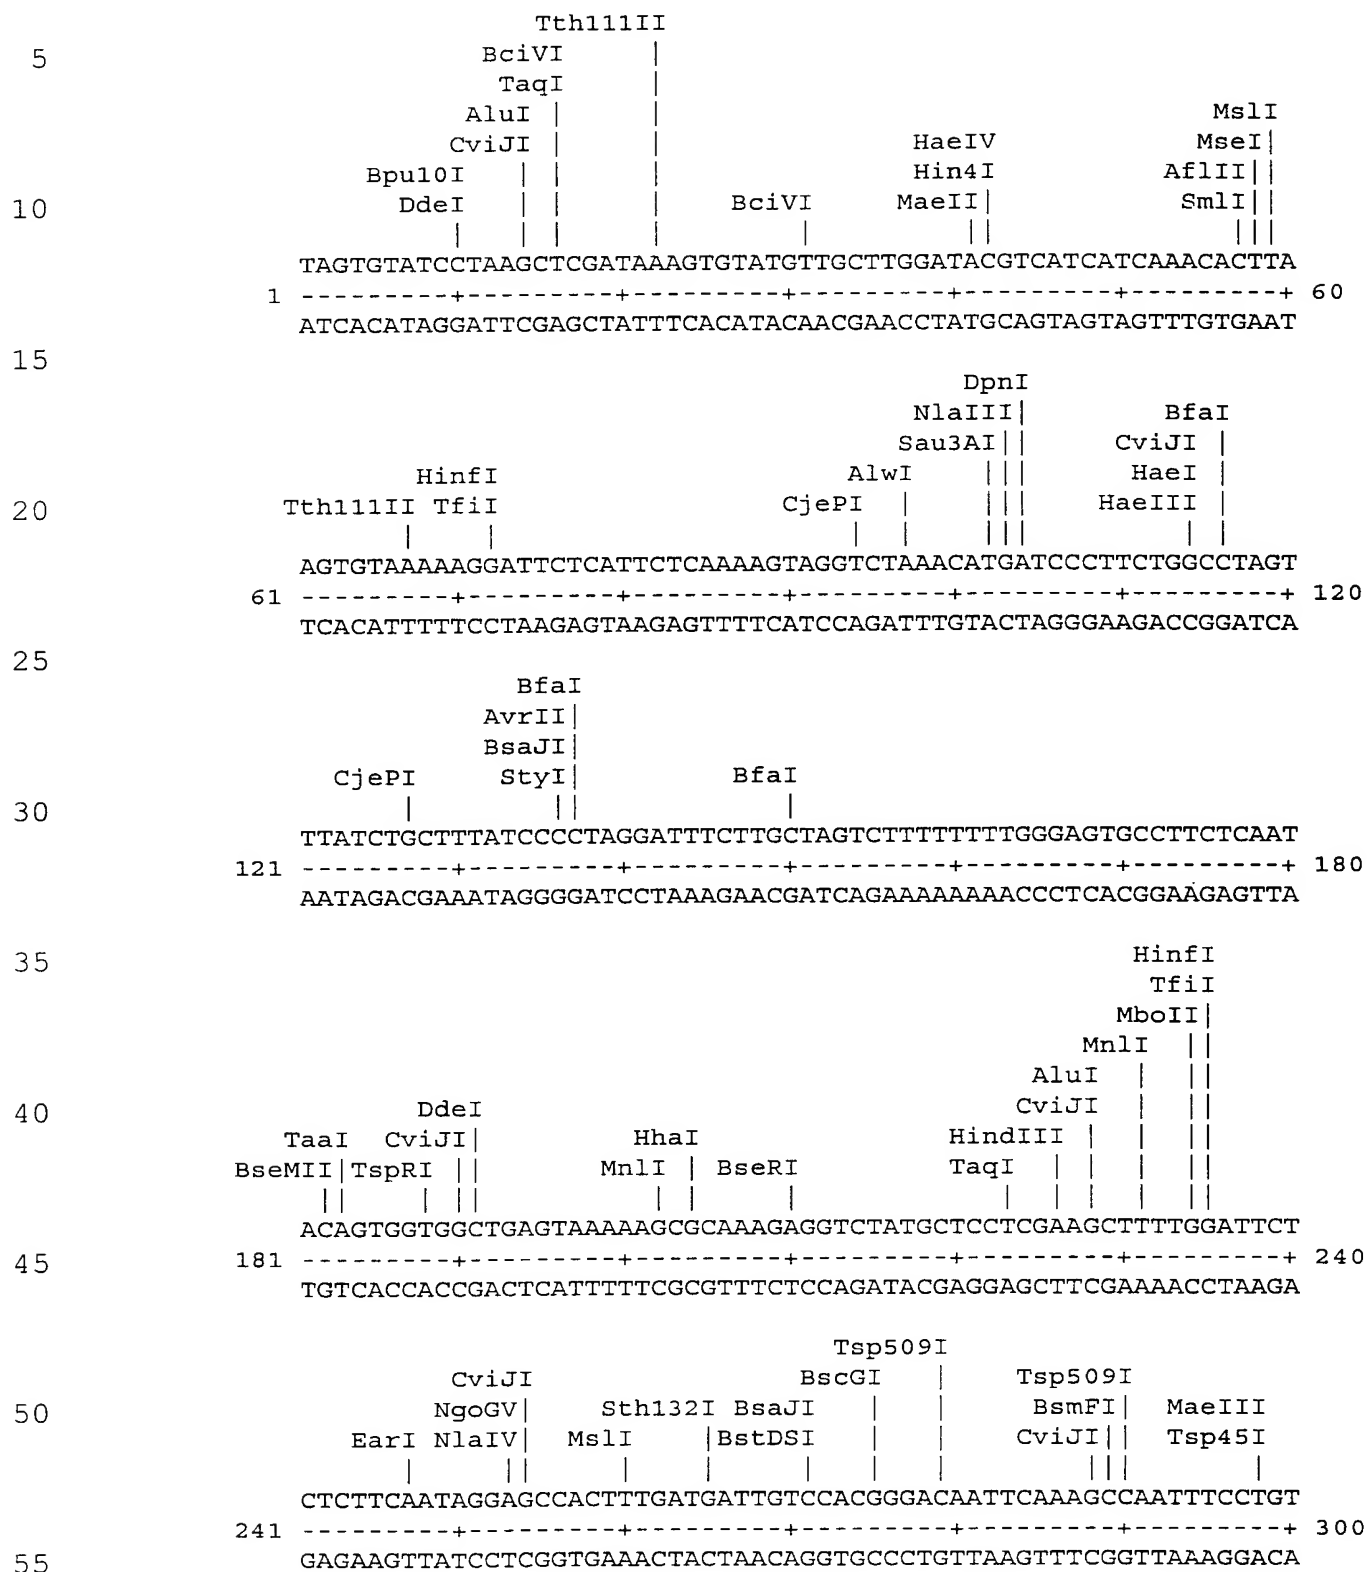 Tth111II
5 BciVI |
TaqI |
AluI | | MslI
CviJI | | HaeIV MseI|
Bpu10I | | | Hin4I AflII||
10 DdeI | | | BciVI MaeII| SmlI||
| | | | | || |||
TAGTGTATCCTAAGCTCGATAAAGTGTATGTTGCTTGGATACGTCATCATCAAACACTTA
1 ---------+---------+---------+---------+---------+---------+ 60
ATCACATAGGATTCGAGCTATTTCACATACAACGAACCTATGCAGTAGTAGTTTGTGAAT
15
DpnI
NlaIII| BfaI
Sau3AI|| CviJI |
HinfI AlwI ||| HaeI |
20 Tth111II TfiI CjePI | ||| HaeIII |
| | | | ||| | |
AGTGTAAAAAGGATTCTCATTCTCAAAAGTAGGTCTAAACATGATCCCTTCTGGCCTAGT
61 ---------+---------+---------+---------+---------+---------+ 120
TCACATTTTTCCTAAGAGTAAGAGTTTTCATCCAGATTTGTACTAGGGAAGACCGGATCA
25
BfaI
AvrII|
BsaJI|
CjePI StyI| BfaI
30 | || |
TTATCTGCTTTATCCCCTAGGATTTCTTGCTAGTCTTTTTTTTGGGAGTGCCTTCTCAAT
121 ---------+---------+---------+---------+---------+---------+ 180
AATAGACGAAATAGGGGATCCTAAAGAACGATCAGAAAAAAAACCCTCACGGAAGAGTTA
35 HinfI
TfiI
MboII|
MnlI ||
AluI | ||
40 DdeI CviJI | ||
TaaI CviJI| HhaI HindIII | | ||
BseMII|TspRI || MnlI | BseRI TaqI | | | ||
|| | || | | | | | | | ||
ACAGTGGTGGCTGAGTAAAAAGCGCAAAGAGGTCTATGCTCCTCGAAGCTTTTGGATTCT
45 181 ---------+---------+---------+---------+---------+---------+ 240
TGTCACCACCGACTCATTTTTCGCGTTTCTCCAGATACGAGGAGCTTCGAAAACCTAAGA
Tsp509I
CviJI BscGI | Tsp509I
50 NgoGV| Sth132I BsaJI | | BsmFI| MaeIII
EarI NlaIV| MslI |BstDSI | | CviJI|| Tsp45I
| || | | | | | ||| |
CTCTTCAATAGGAGCCACTTTGATGATTGTCCACGGGACAATTCAAAGCCAATTTCCTGT
241 ---------+---------+---------+---------+---------+---------+ 300
55 GAGAAGTTATCCTCGGTGAAACTACTAACAGGTGCCCTGTTAAGTTTCGGTTAAAGGACA